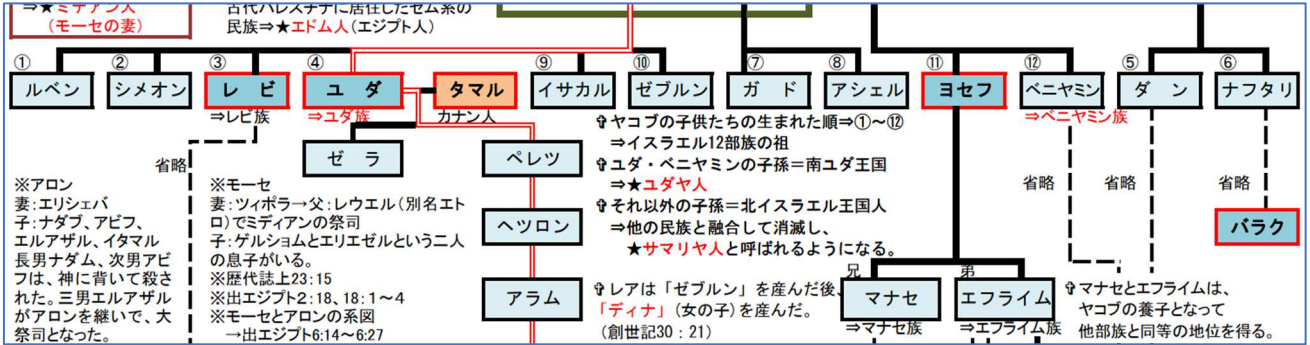 ⇒★ミデアン人
（モーセの妻）
古代パレスチナに居住したセム系の
民族⇒★エドム人（エジプト人）
① ② ③ ④ ⑨ ⑩ ⑦ ⑧ ⑪ ⑫ ⑤ ⑥
ルベン シメオン レビ ユダ タマル イサカル ゼブルン ガド アシェル ヨセフ ベニヤミン ダン ナフタリ
⇒レビ族 ⇒ユダ族 カナン人 ⇒ベニヤミン族
ゼラ ペレツ
ヘツロン
アラム
省略
※アロン
妻：エリシェバ
子：ナダブ、アビフ、
エルアザル、イタマル
長男ナダム、次男アビ
フは、神に背いて殺さ
れた。三男エルアザル
がアロンを継いで、大
祭司となった。
※モーセ
妻：ツィポラ→父：レウエル（別名エト
ロ）でミディアンの祭司
子：ゲルショムとエリエゼルという二人
の息子がいる。
※歴代誌上23：15
※出エジプト2：18、18：1～4
※モーセとアロンの系図
→出エジプト6:14～6:27
✞ヤコブの子供たちの生まれた順⇒①～⑫
⇒イスラエル12部族の祖
✞ユダ・ベニヤミンの子孫＝南ユダ王国
⇒★ユダヤ人
✞それ以外の子孫＝北イスラエル王国人
⇒他の民族と融合して消滅し、
★サマリヤ人と呼ばれるようになる。
✞レアは「ゼブルン」を産んだ後、
「ディナ」（女の子）を産んだ。
（創世記30：21）
兄 弟
マナセ エフライム
⇒マナセ族 ⇒エフライム族
省略 省略 省略
バラク
✞マナセとエフライムは、
ヤコブの養子となって
他部族と同等の地位を得る。